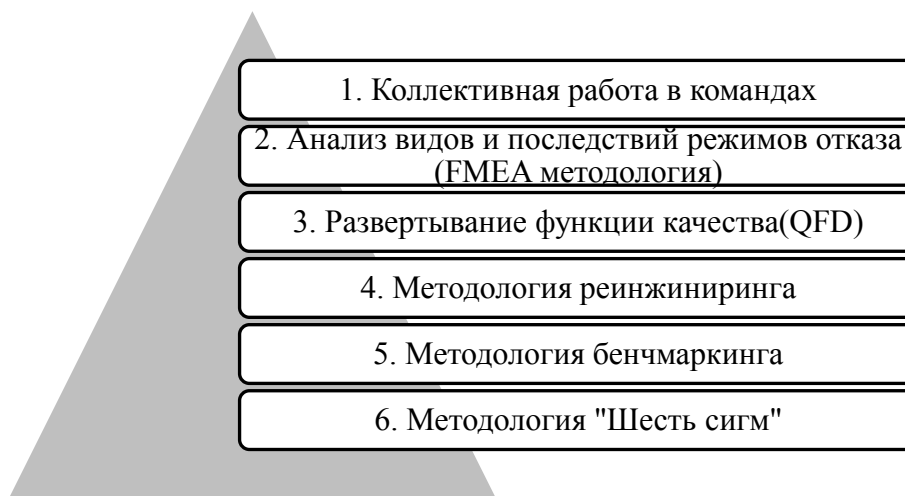 1. Коллективная работа в командах
2. Анализ видов и последствий режимов отказа
(FMEA методология)
3. Развертывание функции качества(QFD)
4. Методология реинжиниринга
5. Методология бенчмаркинга
6. Методология "Шесть сигм"